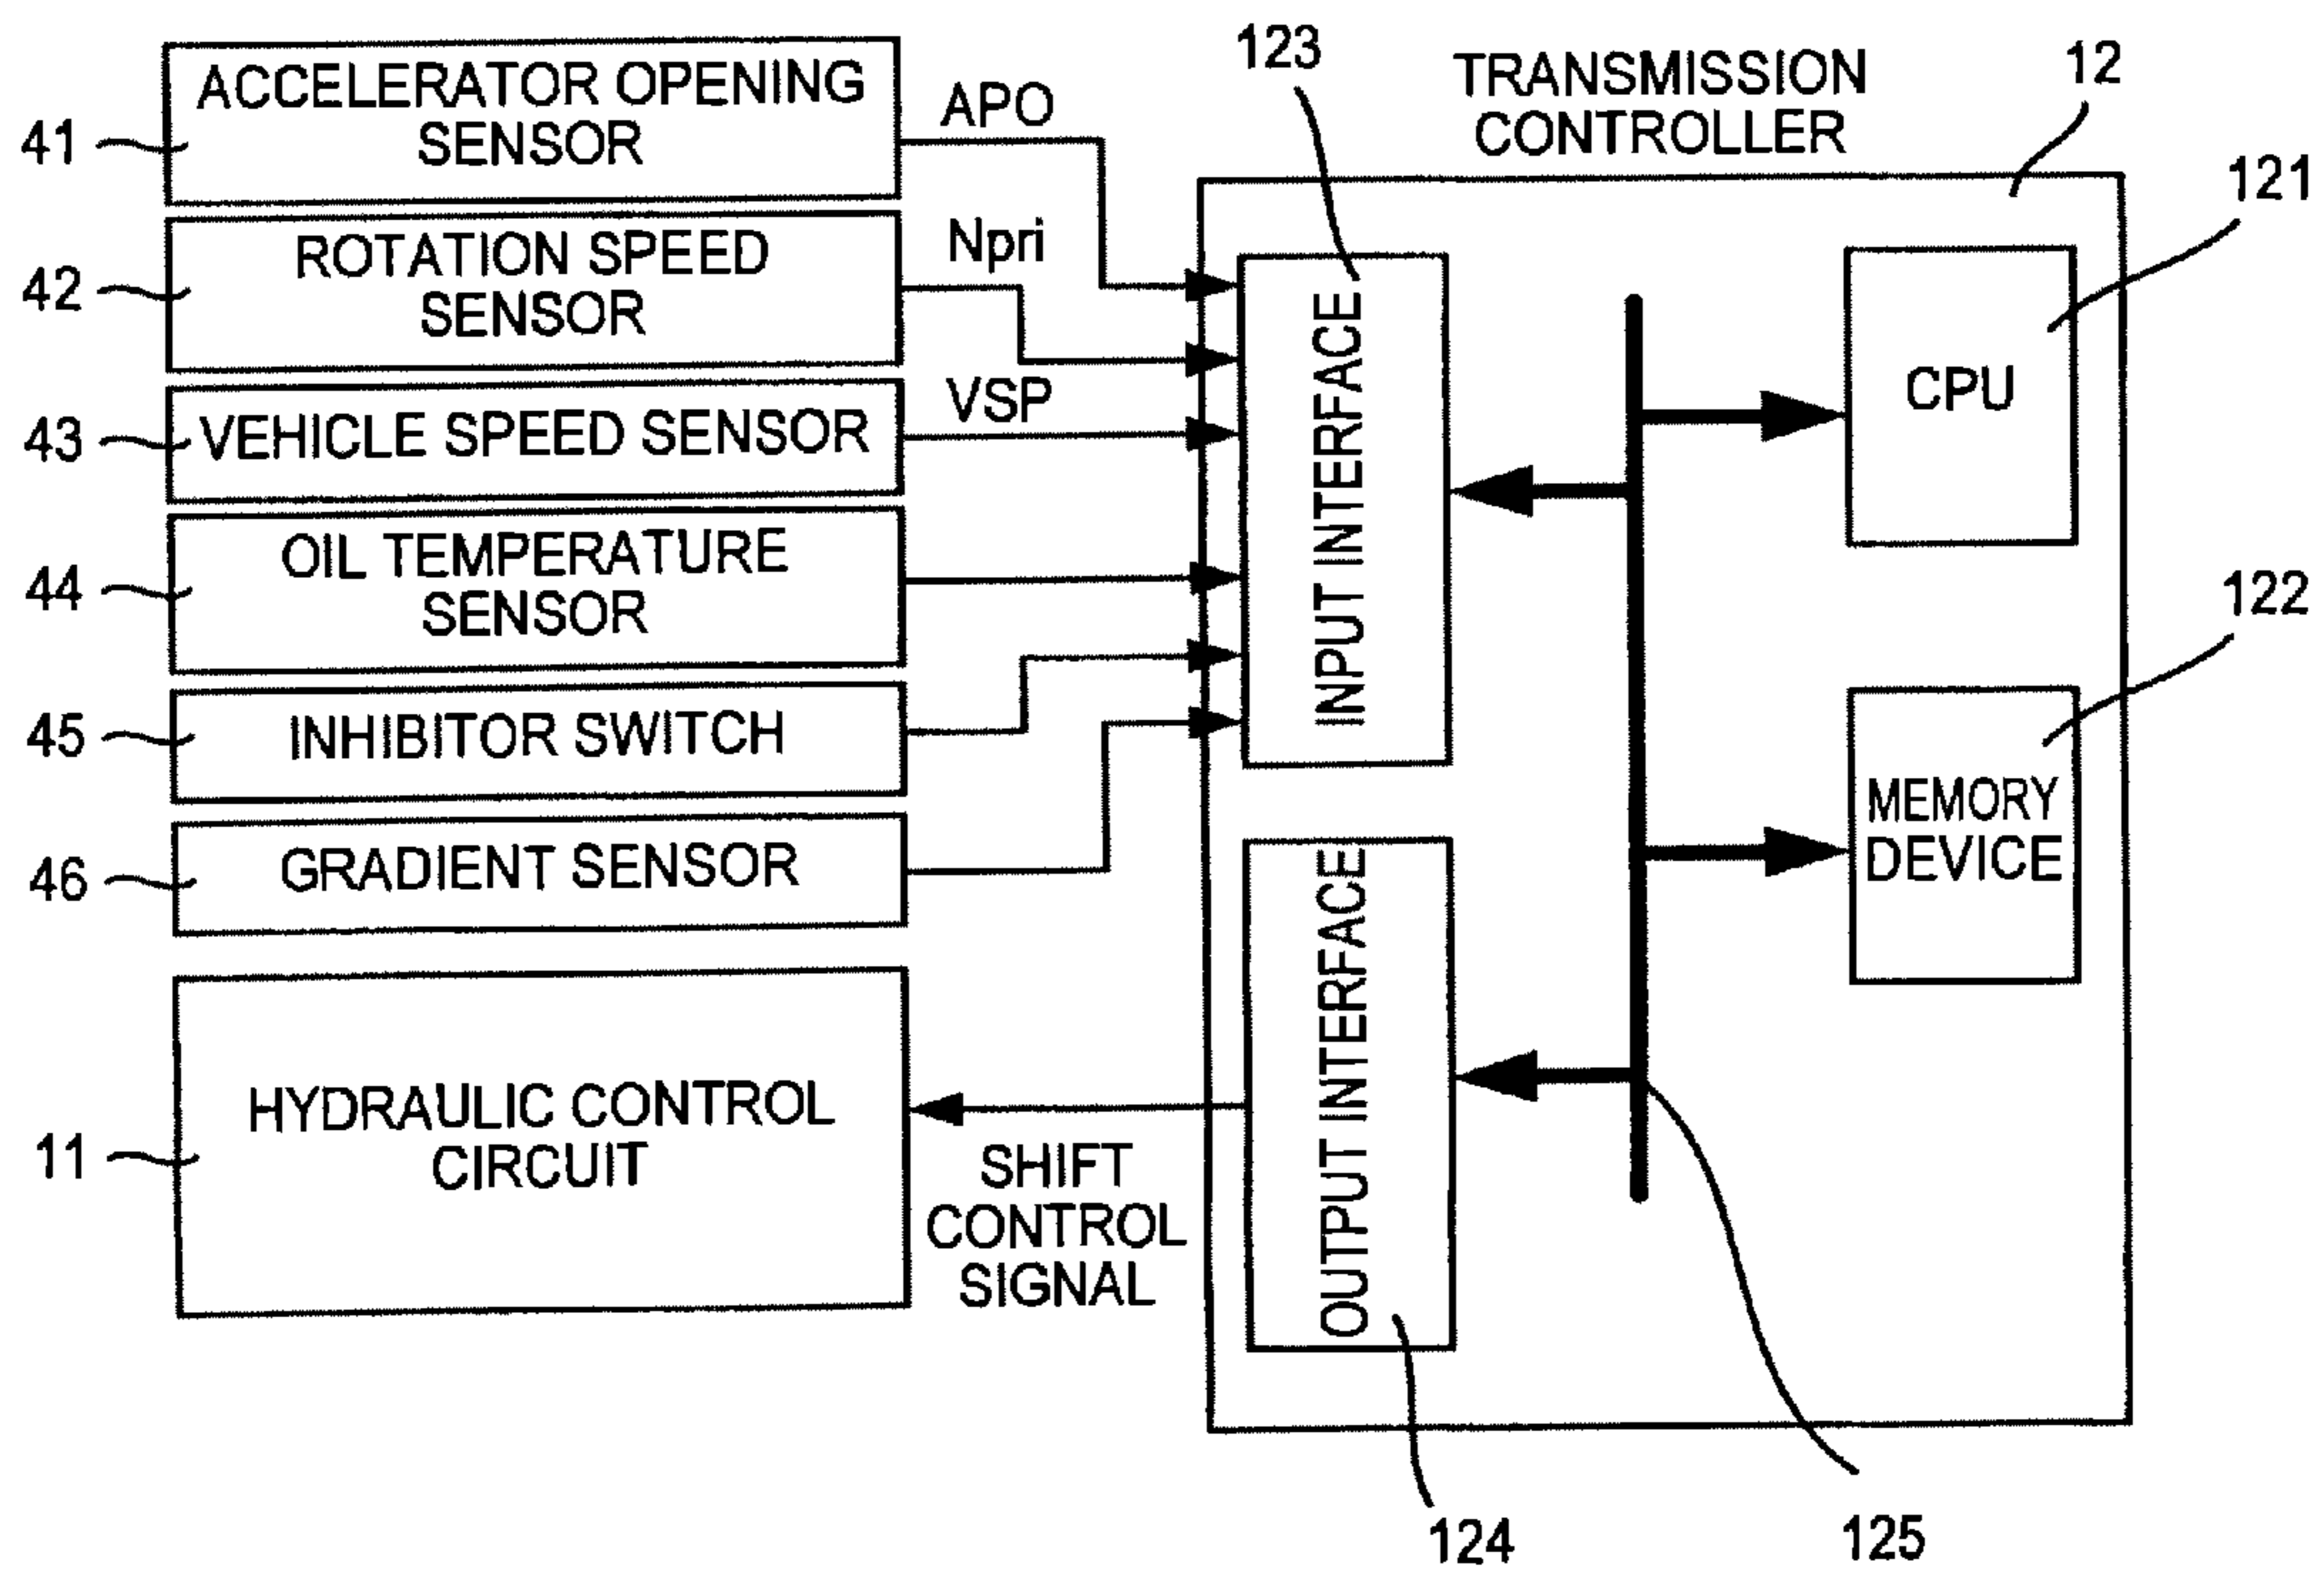 123
TRANSMISSION
CONTROLLER
12
121
ACCELERATOR OPENING
SENSOR
41
APO
ROTATION SPEED
SENSOR
42
Npri
VEHICLE SPEED SENSOR
43
VSP
OIL TEMPERATURE
SENSOR
44
INHIBITOR SWITCH
45
GRADIENT SENSOR
46
HYDRAULIC CONTROL
CIRCUIT
11
SHIFT
CONTROL
SIGNAL
INPUT INTERFACE
OUTPUT INTERFACE
CPU
122
MEMORY
DEVICE
124
125